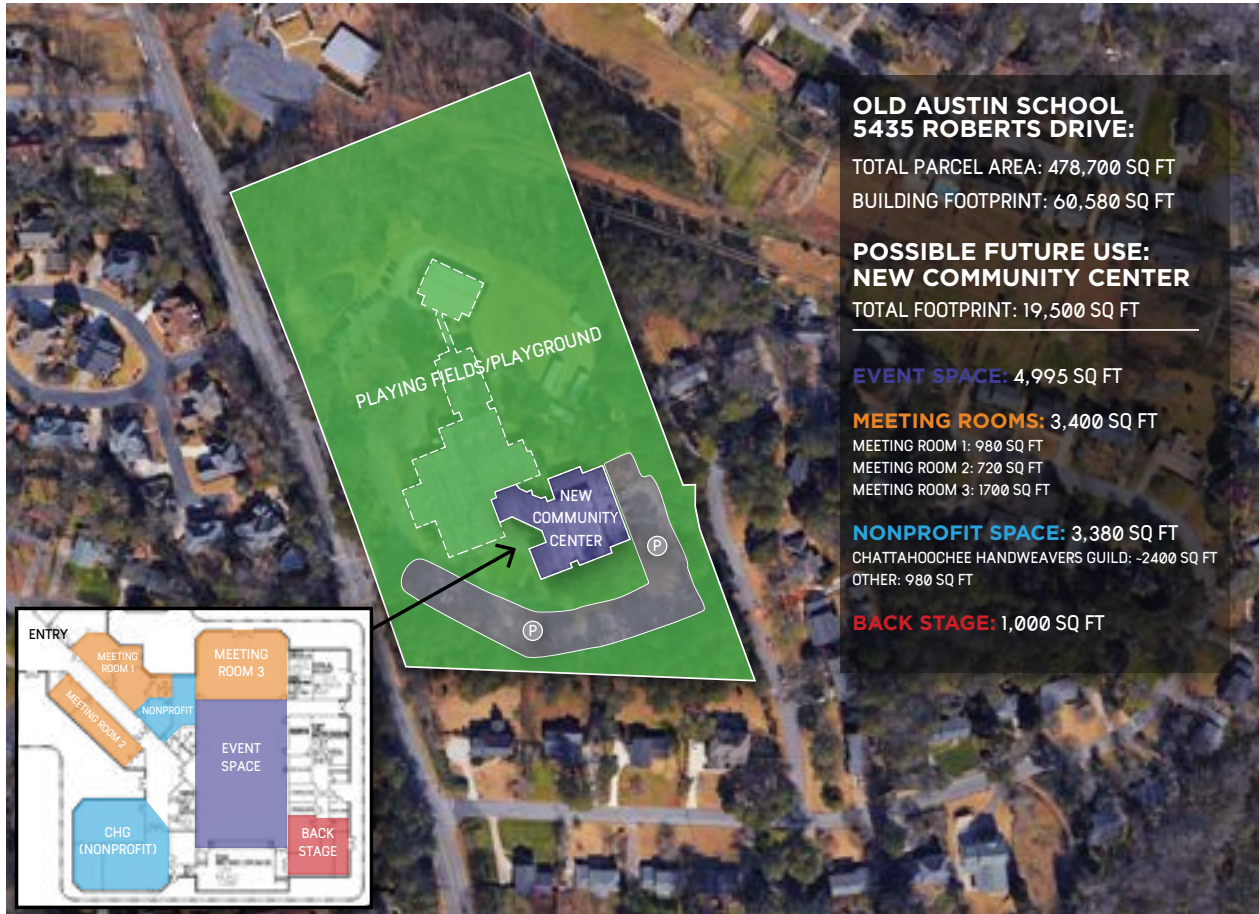 OLD AUSTIN SCHOOL
5435 ROBERTS DRIVE:
TOTAL PARCEL AREA: 478,700 SQ FT
BUILDING FOOTPRINT: 60,580 SQ FT
POSSIBLE FUTURE USE:
NEW COMMUNITY CENTER
TOTAL FOOTPRINT: 19,500 SQ FT
EVENT SPACE: 4,995 SQ FT
MEETING ROOMS: 3,400 SQ FT
MEETING ROOM 1: 980 SQ FT
MEETING ROOM 2: 720 SQ FT
MEETING ROOM 3: 1700 SQ FT
NONPROFIT SPACE: 3,380 SQ FT
CHATTAHOOCHEE HANDWEAVERS GUILD: ~2400 SQ FT
OTHER: 980 SQ FT
BACK STAGE: 1,000 SQ FT
PLAYING FIELDS/PLAYGROUND
NEW
COMMUNITY
CENTER
P
P
ENTRY
MEETING
ROOM 1
MEETING
ROOM 3
MEETING ROOM 2
NONPROFIT
EVENT
SPACE
CHG
(NONPROFIT)
BACK
STAGE